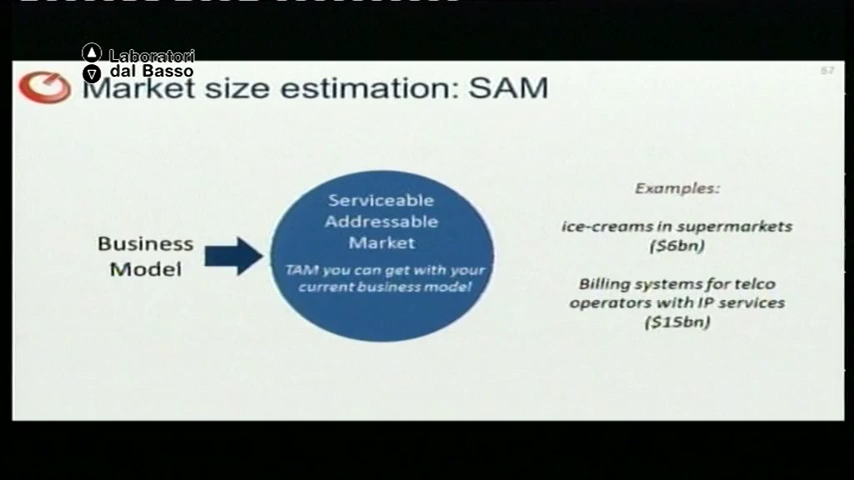 Laboratori
dal Basso
Market size estimation: SAM
57
Business
Model
Serviceable
Addressable
Market
TAM you can get with your
current business model
Examples:
ice-creams in supermarkets
($6bn)
Billing systems for telco
operators with IP services
($15bn)